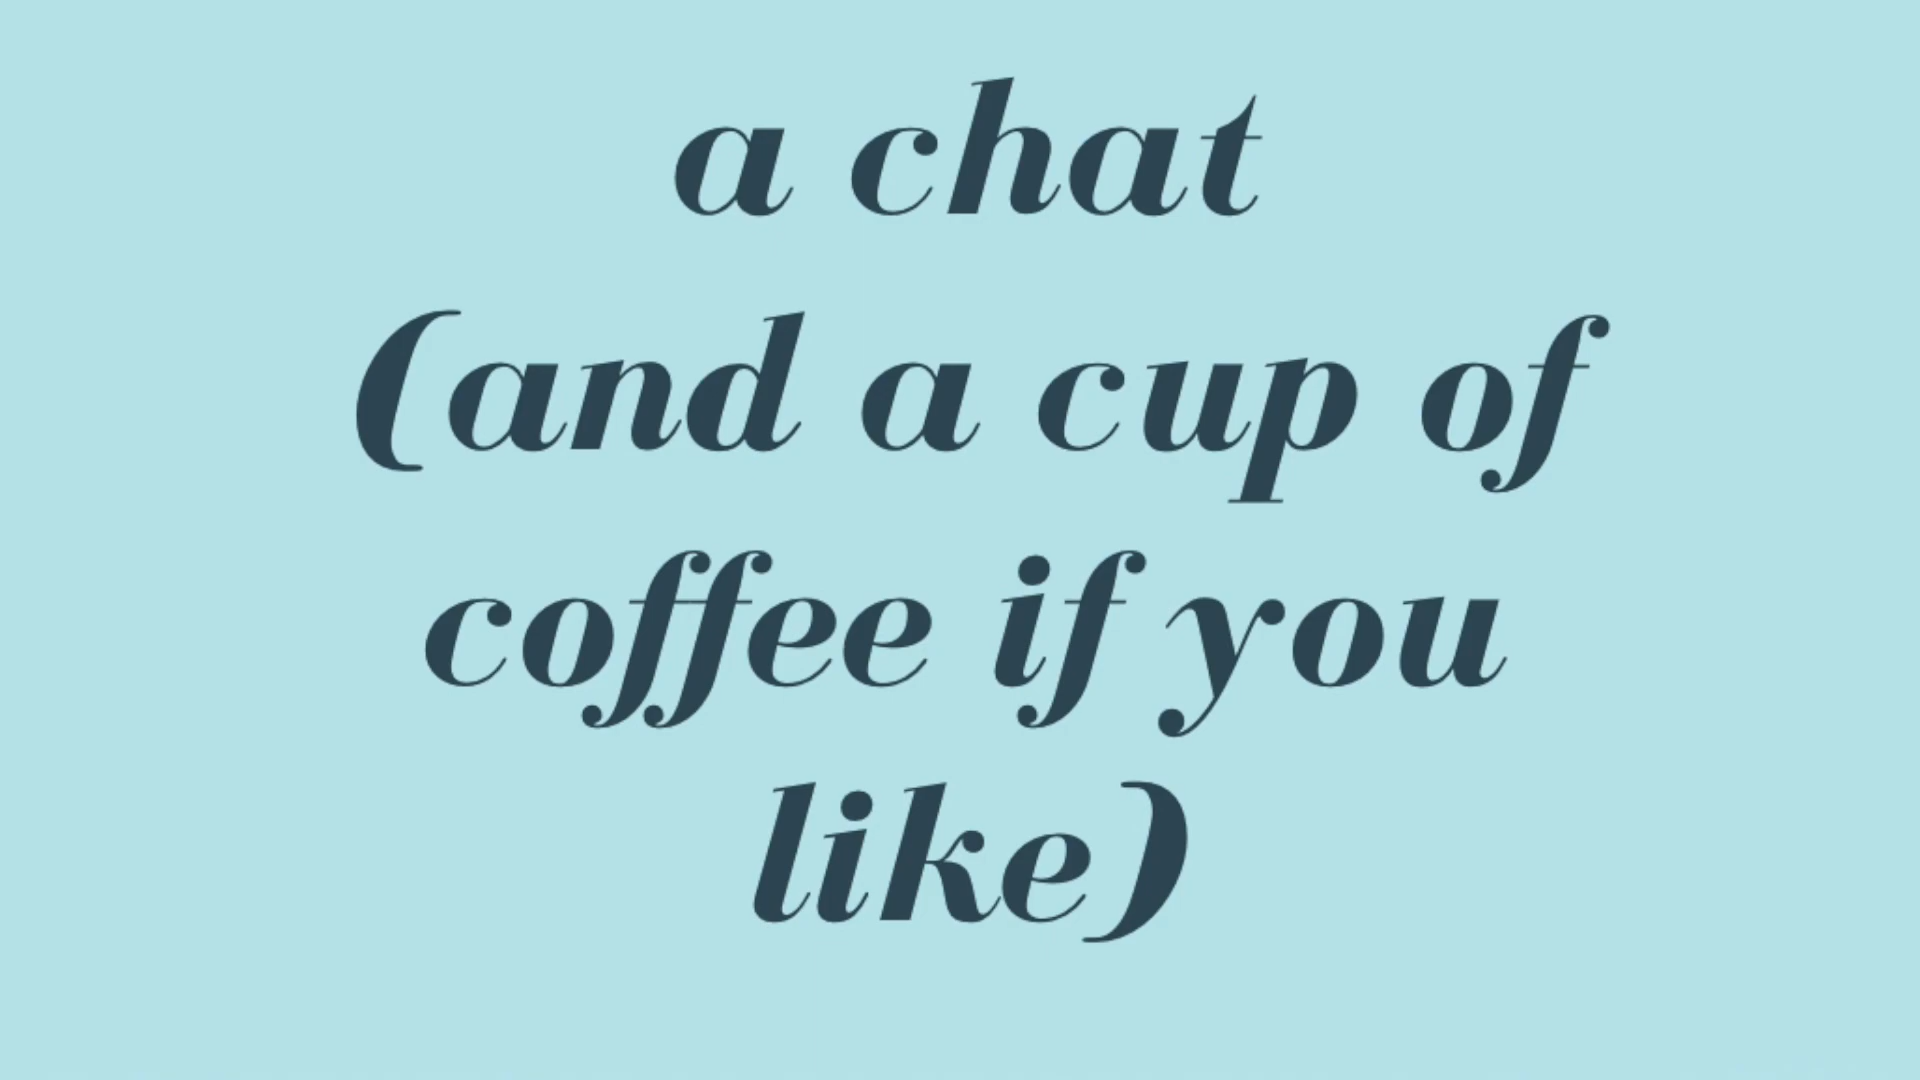 a chat
(and a cup of
coffee if you
like)